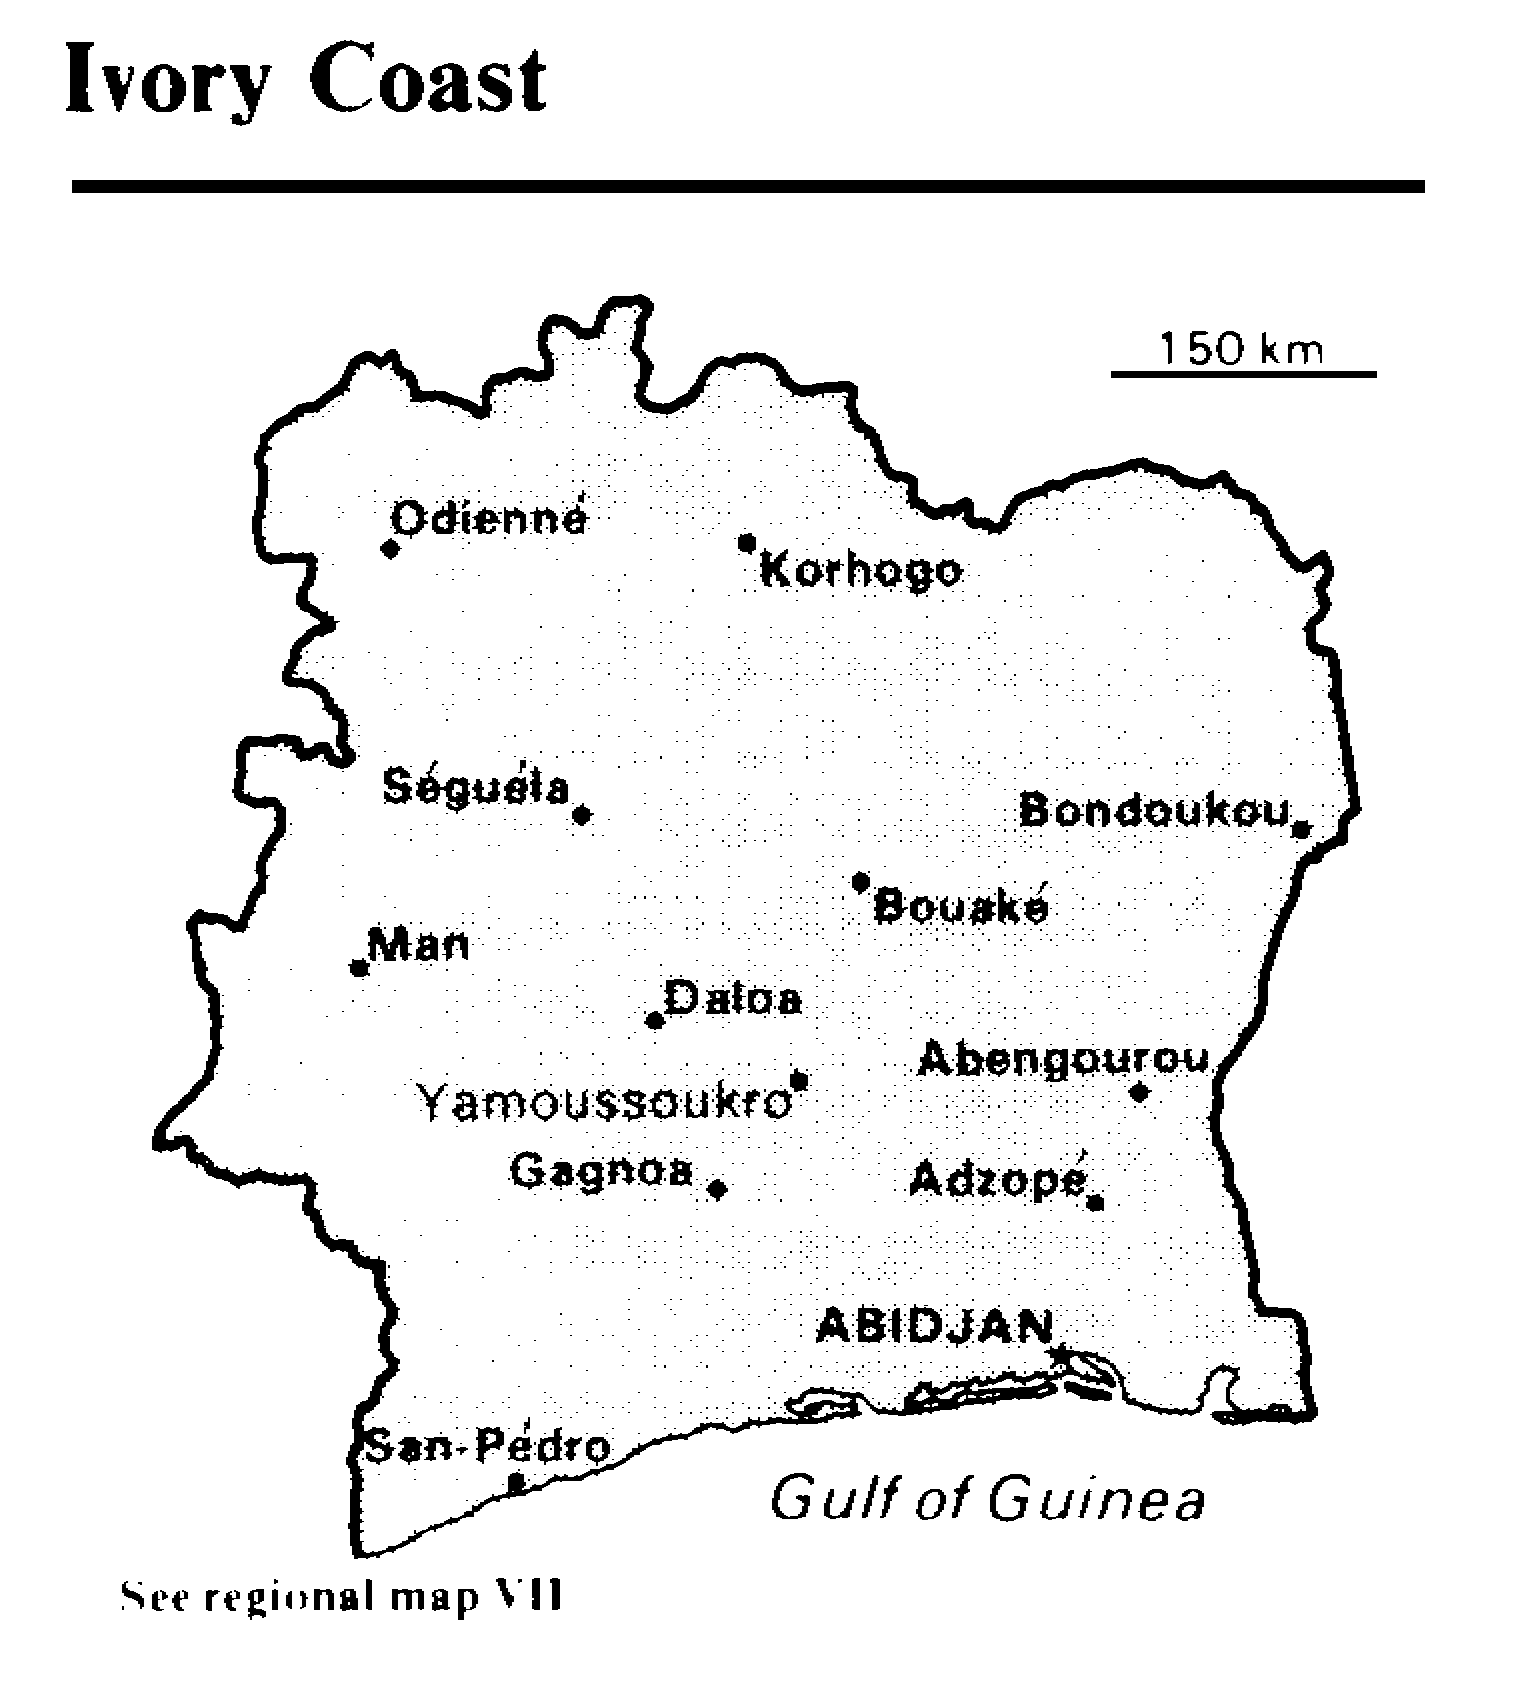 Ivory Coast
150 km
Odienné
Korhogo
Séguéla
Bondoukou
Bouaké
Man
Daloa
Abengourou
Yamoussoukro
Gagnoa
Adzopé
ABIDJAN
San-Pédro
Gulf of Guinea
See regional map VII